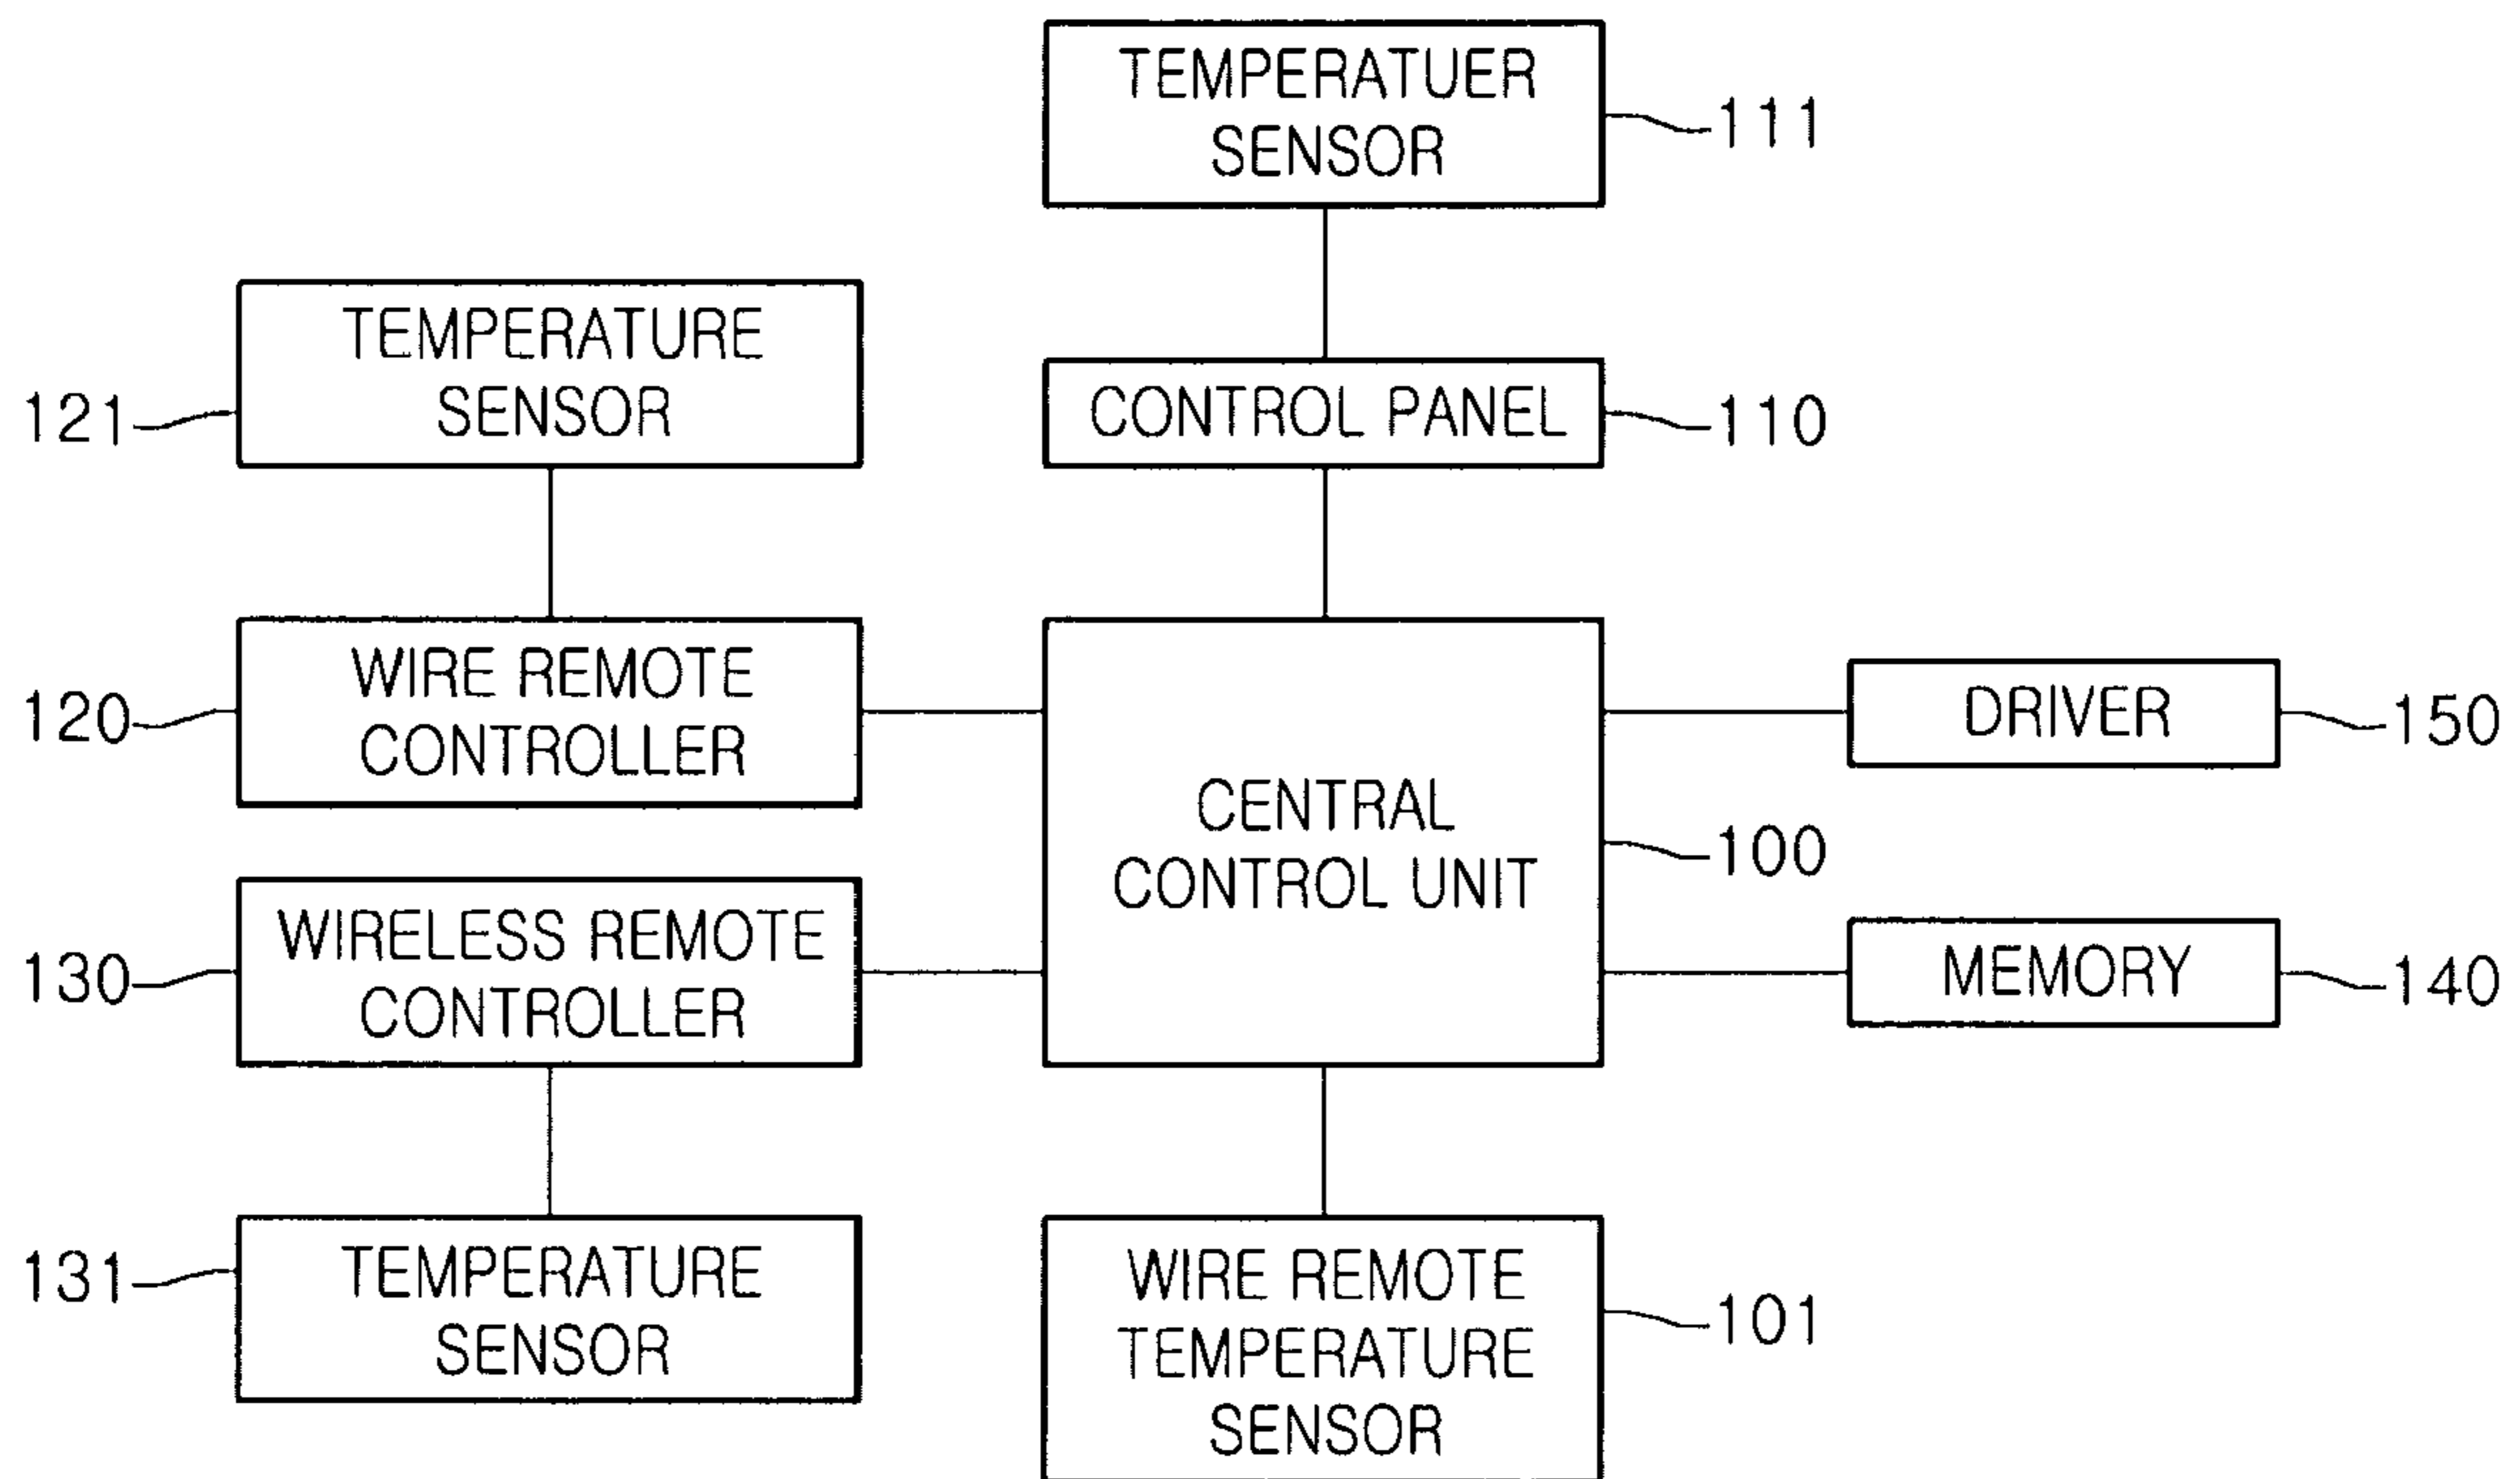 TEMPERATUER
SENSOR
111
TEMPERATURE
SENSOR
121
CONTROL PANEL
110
WIRE REMOTE
CONTROLLER
120
DRIVER
150
CENTRAL
CONTROL UNIT
100
WIRELESS REMOTE
CONTROLLER
130
MEMORY
140
TEMPERATURE
SENSOR
131
WIRE REMOTE
TEMPERATURE
SENSOR
101